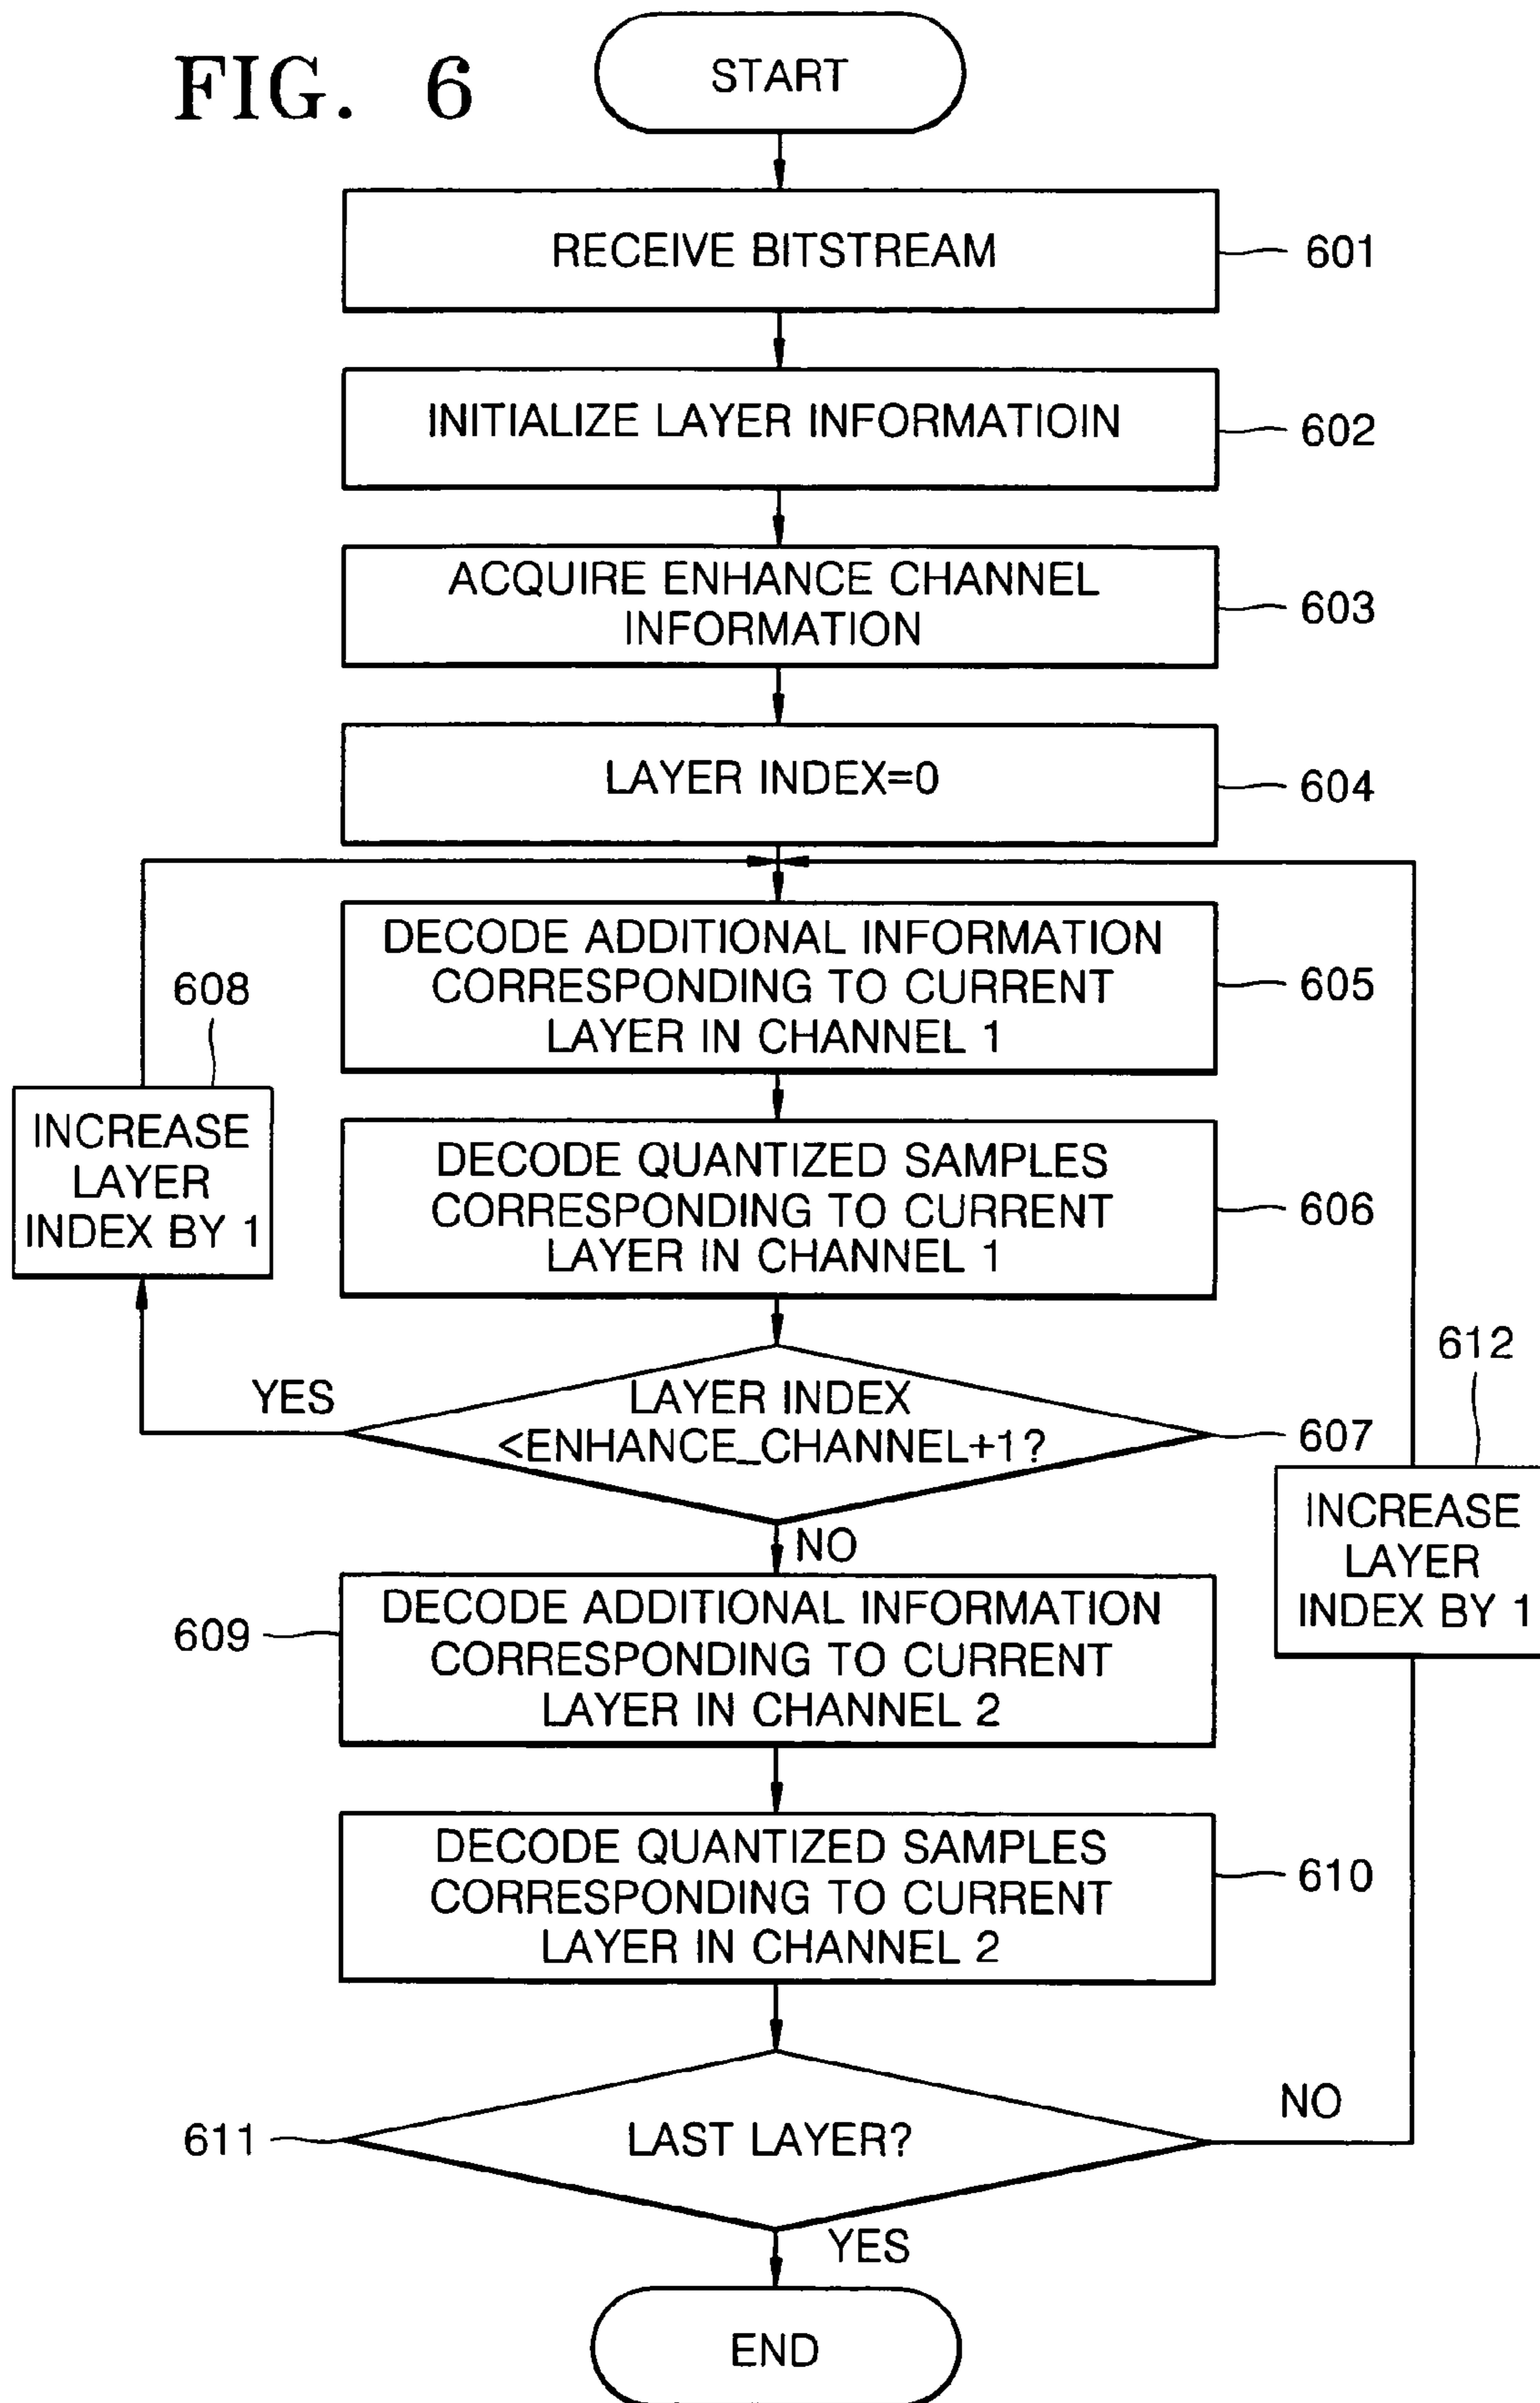 FIG. 6
START
RECEIVE BITSTREAM
601
INITIALIZE LAYER INFORMATIOIN
602
ACQUIRE ENHANCE CHANNEL
INFORMATION
603
LAYER INDEX=0
604
DECODE ADDITIONAL INFORMATION
CORRESPONDING TO CURRENT
LAYER IN CHANNEL 1
605
608
INCREASE
LAYER
INDEX BY 1
DECODE QUANTIZED SAMPLES
CORRESPONDING TO CURRENT
LAYER IN CHANNEL 1
606
YES
LAYER INDEX
<ENHANCE_CHANNEL+1?
607
612
INCREASE
LAYER
INDEX BY 1
NO
609
DECODE ADDITIONAL INFORMATION
CORRESPONDING TO CURRENT
LAYER IN CHANNEL 2
DECODE QUANTIZED SAMPLES
CORRESPONDING TO CURRENT
LAYER IN CHANNEL 2
610
611
LAST LAYER?
NO
YES
END